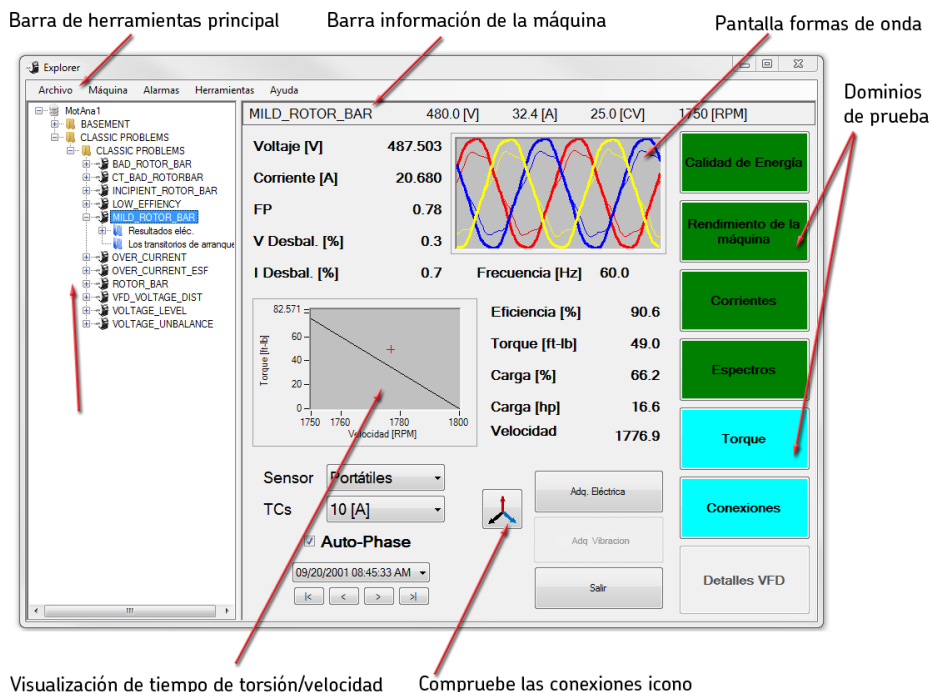 Barra de herramientas principal
Barra información de la máquina
Pantalla formas de onda
Explorer
Archivo Máquina Alarmas Herramientas Ayuda
Dominios
de prueba
MotAna1
BASEMENT
CLASSIC PROBLEMS
CLASSIC PROBLEMS
BAD_ROTOR_BAR
CT_BAD_ROTORBAR
INCIPIENT_ROTOR_BAR
LOW_EFFIENCY
MILD_ROTOR_BAR
Resultados eléc.
Los transitorios de arranque
OVER_CURRENT
OVER_CURRENT_ESF
ROTOR_BAR
VFD_VOLTAGE_DIST
VOLTAGE_LEVEL
VOLTAGE_UNBALANCE
MILD_ROTOR_BAR 480.0 [V] 32.4 [A] 25.0 [CV] 1750 [RPM]
Voltaje [V] 487.503
Corriente [A] 20.680
FP 0.78
V Desbal. [%] 0.3
I Desbal. [%] 0.7
Frecuencia [Hz] 60.0
82.571
60
40
20
0
Torque [ft-lb]
1750 1760 1780 1800
Velocidad [RPM]
Eficiencia [%] 90.6
Torque [ft-lb] 49.0
Carga [%] 66.2
Carga [hp] 16.6
Velocidad 1776.9
Sensor Portátiles
TCs 10 [A]
Auto-Phase
09/20/2001 08:45:33 AM
|< < > >|
Adq. Eléctrica
Adq Vibracion
Salir
Calidad de Energía
Rendimiento de la
máquina
Corrientes
Espectros
Torque
Conexiones
Detalles VFD
Visualización de tiempo de torsión/velocidad
Compruebe las conexiones icono